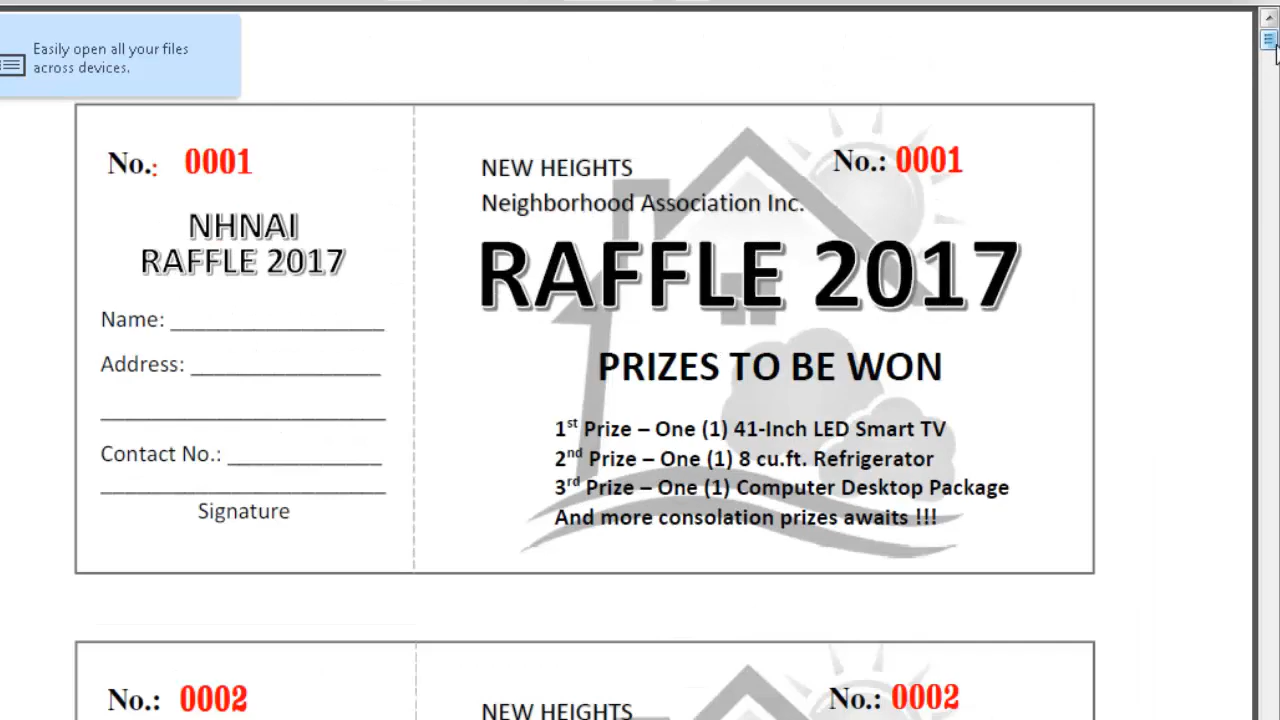 Easily open all your files
across devices.
No.: 0001
NHNAI
RAFFLE 2017
Name: ___________________
Address: _________________
__________________________
Contact No.: ______________
__________________________
Signature
NEW HEIGHTS
No.: 0001
Neighborhood Association Inc.
RAFFLE 2017
PRIZES TO BE WON
1st Prize – One (1) 41-Inch LED Smart TV
2nd Prize – One (1) 8 cu.ft. Refrigerator
3rd Prize – One (1) Computer Desktop Package
And more consolation prizes awaits !!!
No.: 0002
NEW HEIGHTS
No.: 0002